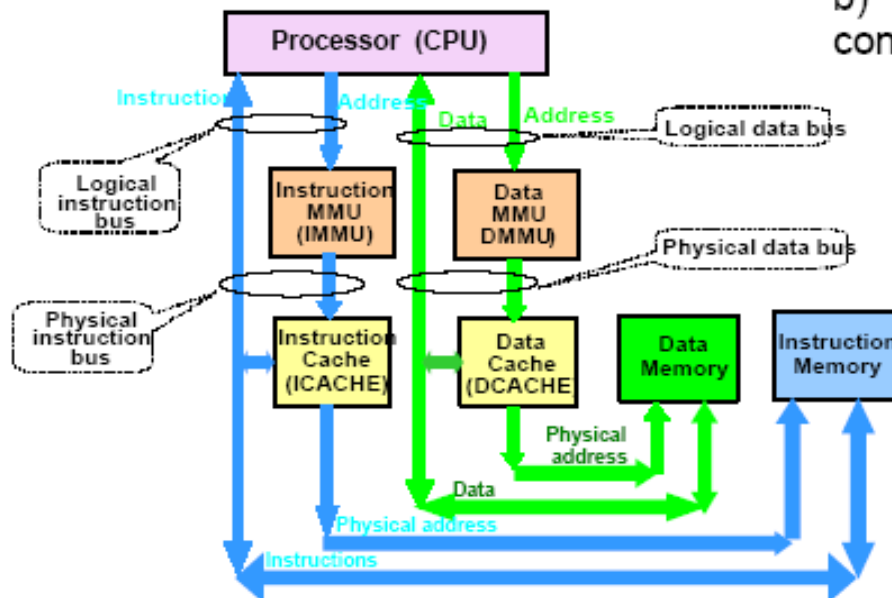 b)
con
Processor (CPU)
Instruction
Address
Data
Address
Logical data bus
Logical
instruction
bus
Instruction
MMU
(IMMU)
Data
MMU
DMMU)
Physical data bus
Physical
instruction
bus
Instruction
Cache
(ICACHE)
Data
Cache
(DCACHE)
Data
Memory
Instruction
Memory
Physical
address
Data
Physical address
Instructions